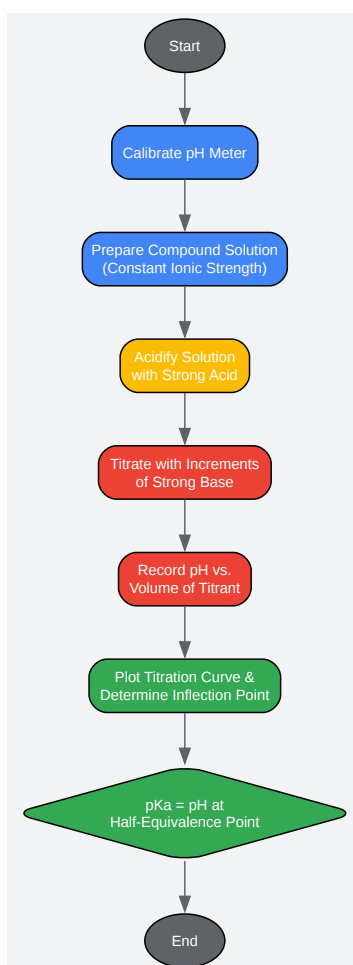 Start
Calibrate pH Meter
Prepare Compound Solution
(Constant Ionic Strength)
Acidify Solution
with Strong Acid
Titrate with Increments
of Strong Base
Record pH vs.
Volume of Titrant
Plot Titration Curve &
Determine Inflection Point
pKa = pH at
Half-Equivalence Point
End